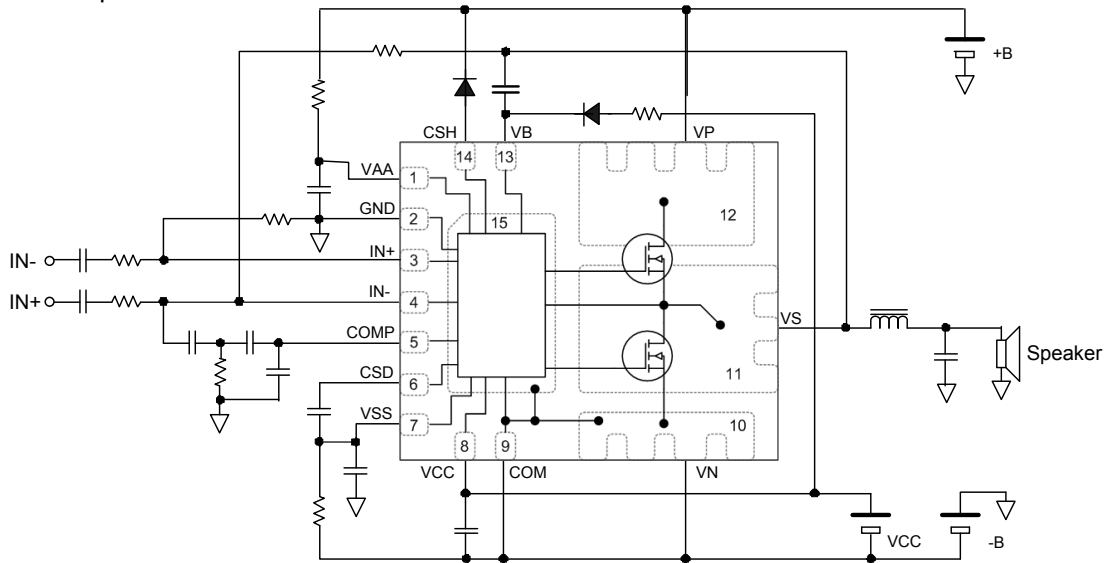 +B
CSH
VB
VP
14
13
VAA
1
12
GND
2
15
IN-
IN+
3
IN+
IN-
4
VS
COMP
5
Speaker
CSD
6
11
VSS
7
10
8
9
VCC
COM
VN
VCC
-B